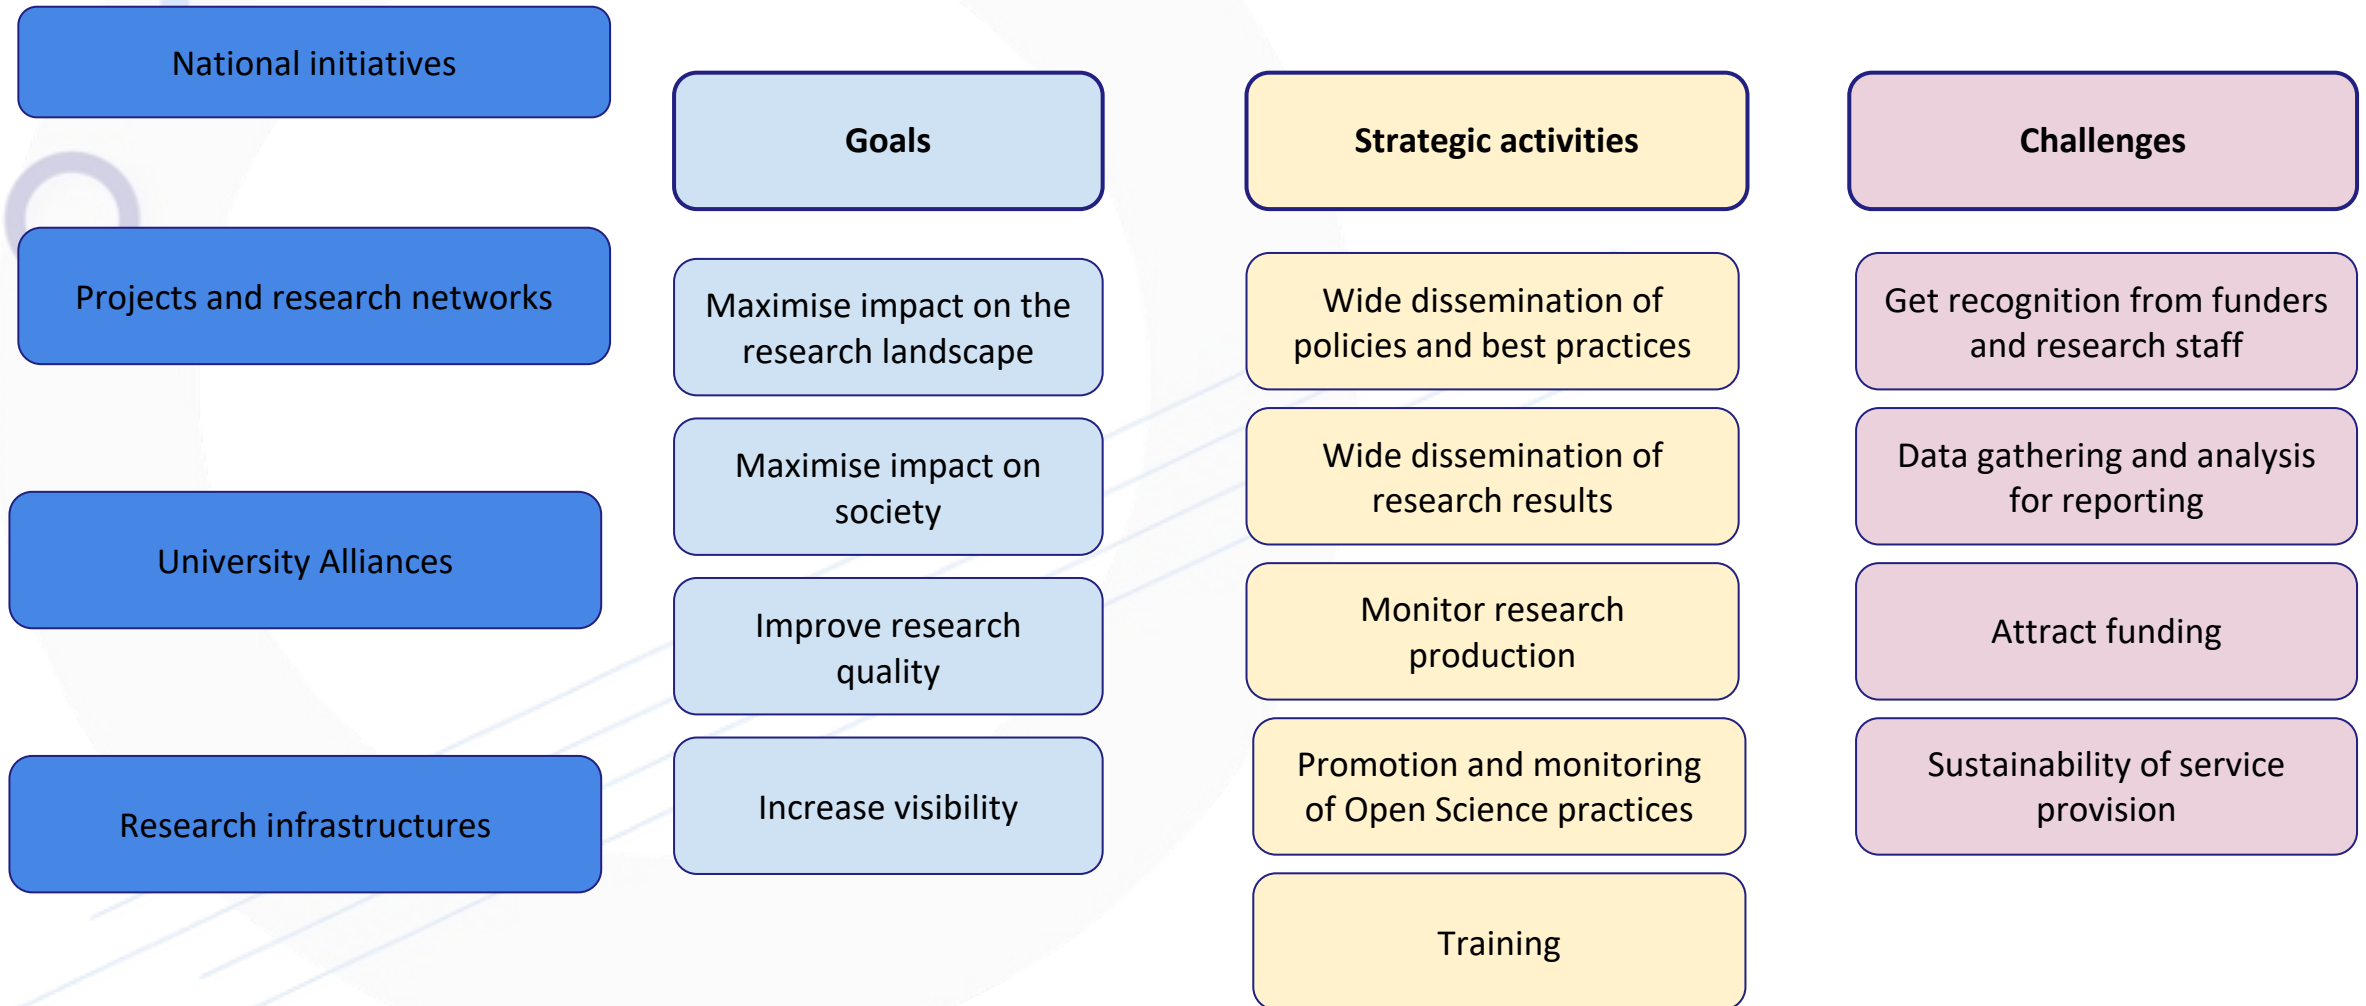 National initiatives
Projects and research networks
University Alliances
Research infrastructures
Goals
Maximise impact on the
research landscape
Maximise impact on
society
Improve research
quality
Increase visibility
Strategic activities
Wide dissemination of
policies and best practices
Wide dissemination of
research results
Monitor research
production
Promotion and monitoring
of Open Science practices
Training
Challenges
Get recognition from funders
and research staff
Data gathering and analysis
for reporting
Attract funding
Sustainability of service
provision